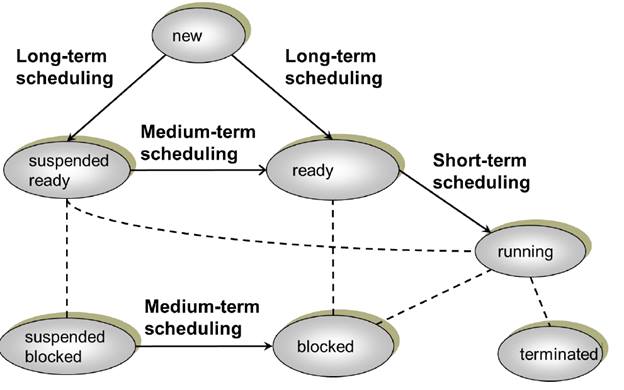 new
Long-term
scheduling
Long-term
scheduling
Medium-term
scheduling
suspended
ready
ready
Short-term
scheduling
running
Medium-term
scheduling
suspended
blocked
blocked
terminated